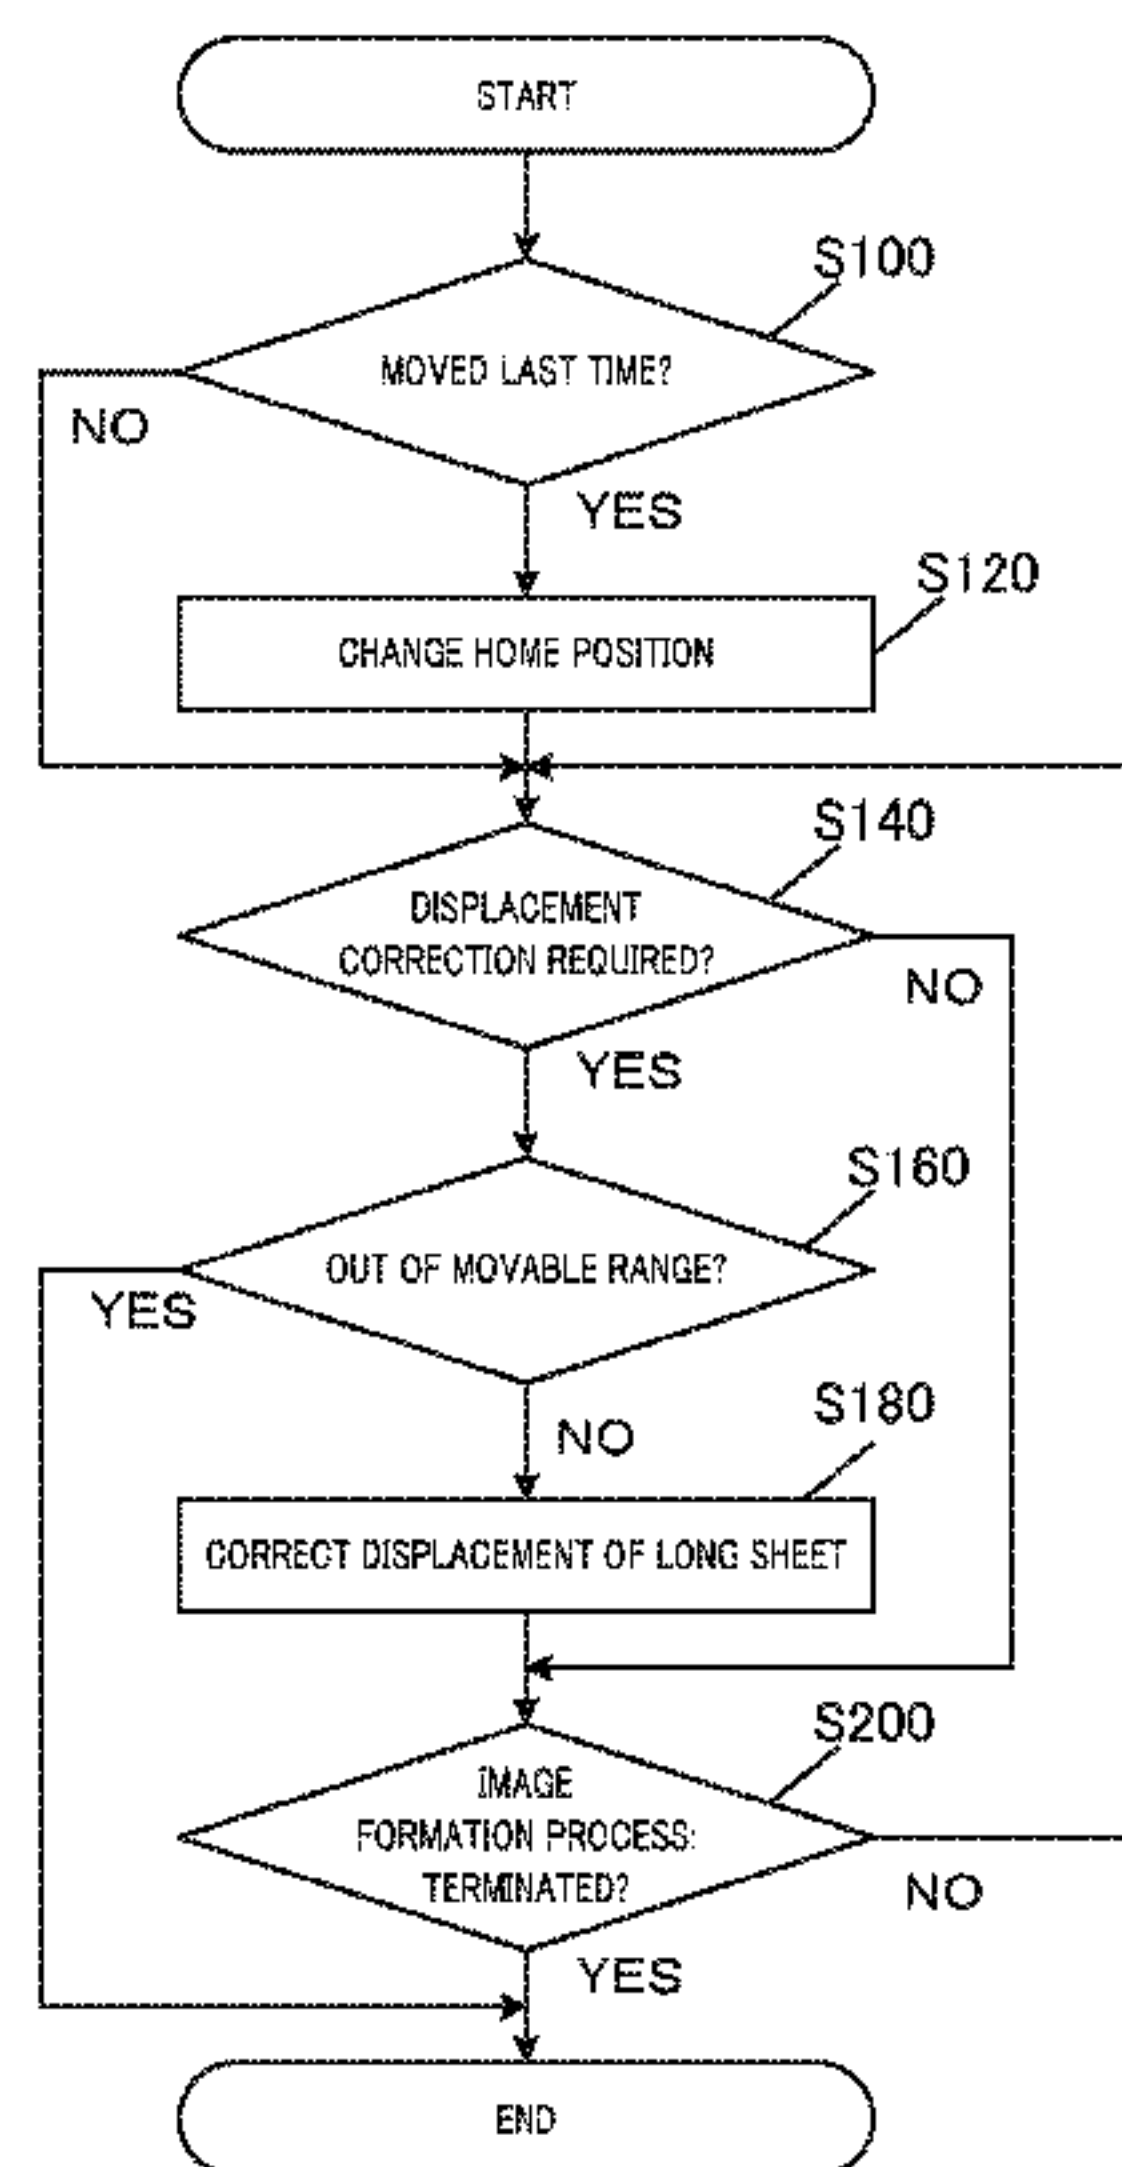 START
S100
MOVED LAST TIME?
NO
YES
S120
CHANGE HOME POSITION
S140
DISPLACEMENT
CORRECTION REQUIRED?
NO
YES
S160
OUT OF MOVABLE RANGE?
YES
NO
S180
CORRECT DISPLACEMENT OF LONG SHEET
S200
IMAGE
FORMATION PROCESS:
TERMINATED?
NO
YES
END